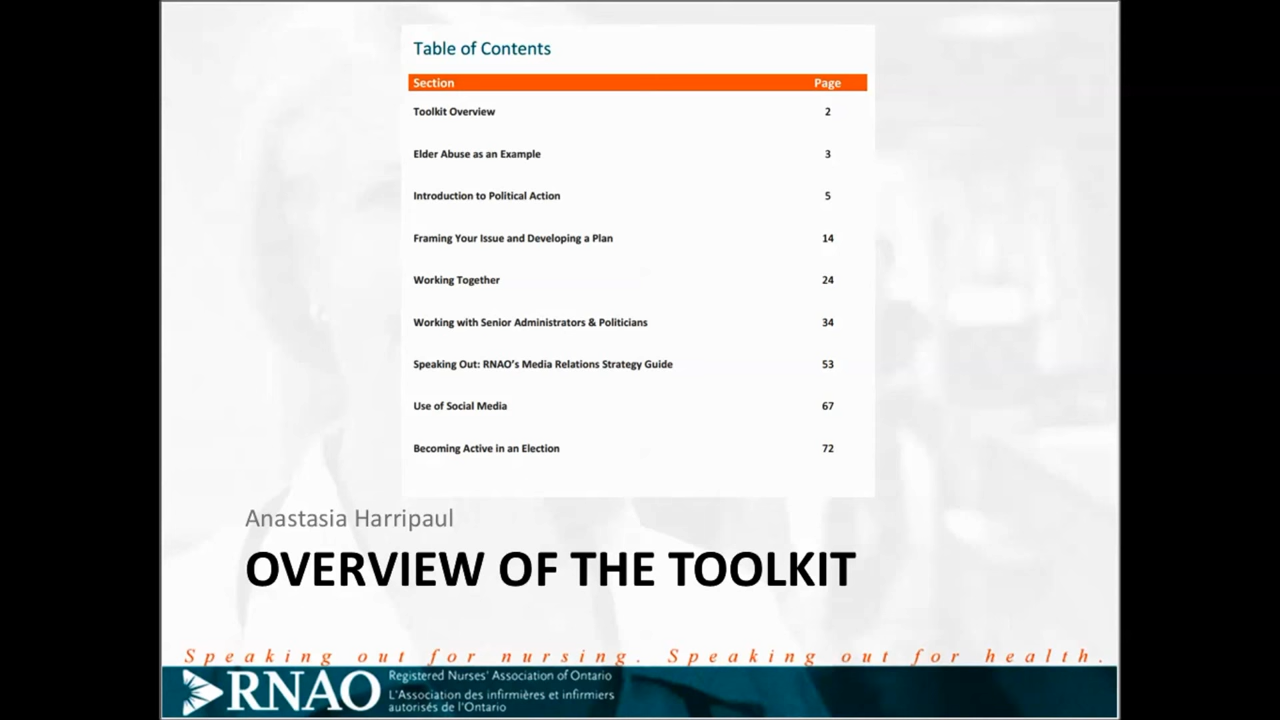 Table of Contents
Section Page
Toolkit Overview 2
Elder Abuse as an Example 3
Introduction to Political Action 5
Framing Your Issue and Developing a Plan 14
Working Together 24
Working with Senior Administrators & Politicians 34
Speaking Out: RNAO's Media Relations Strategy Guide 53
Use of Social Media 67
Becoming Active in an Election 72
Anastasia Harripaul
OVERVIEW OF THE TOOLKIT
Speaking out for nursing. Speaking out for health.
RNAO
Registered Nurses' Association of Ontario
L'Association des infirmières et infirmiers
autorisés de l'Ontario